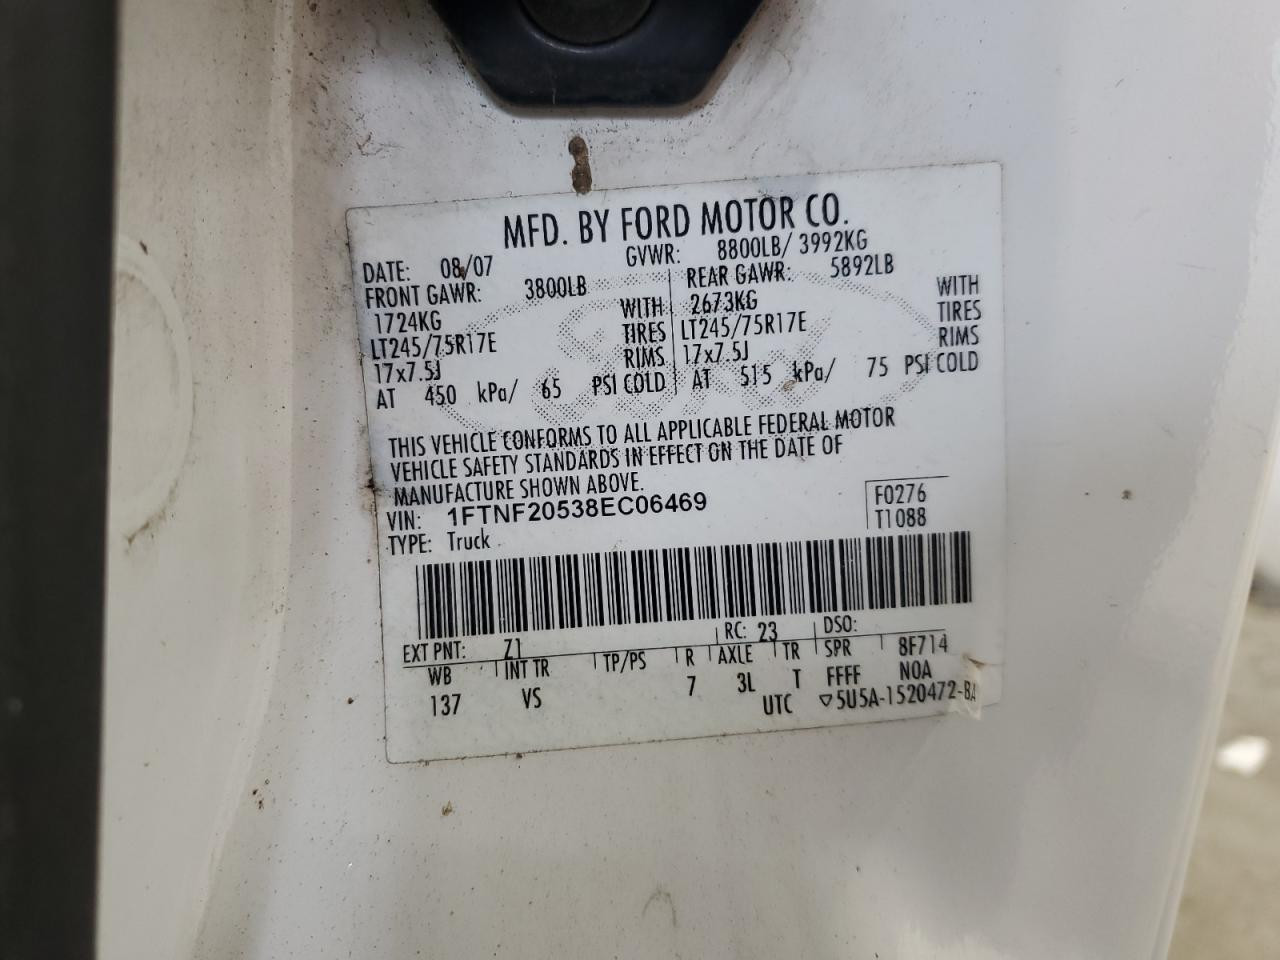 MFD. BY FORD MOTOR CO.
DATE: 08/07 GVWR: 8800LB/ 3992KG
FRONT GAWR: 3800LB REAR GAWR: 5892LB
1724KG WITH 2673KG WITH
LT245/75R17E TIRES LT245/75R17E TIRES
17x7.5J RIMS 17x7.5J RIMS
AT 450 kPa/ 65 PSI COLD AT 515 kPa/ 75 PSI COLD
THIS VEHICLE CONFORMS TO ALL APPLICABLE FEDERAL MOTOR
VEHICLE SAFETY STANDARDS IN EFFECT ON THE DATE OF
MANUFACTURE SHOWN ABOVE.
VIN: 1FTNF20538EC06469 F0276
TYPE: Truck T1088
EXT PNT: Z1 RC: 23 DSO:
WB INT TR TP/PS R AXLE TR SPR 8F714
137 VS 7 3L T FFFF NOA
UTC ▽5U5A-1520472-BA